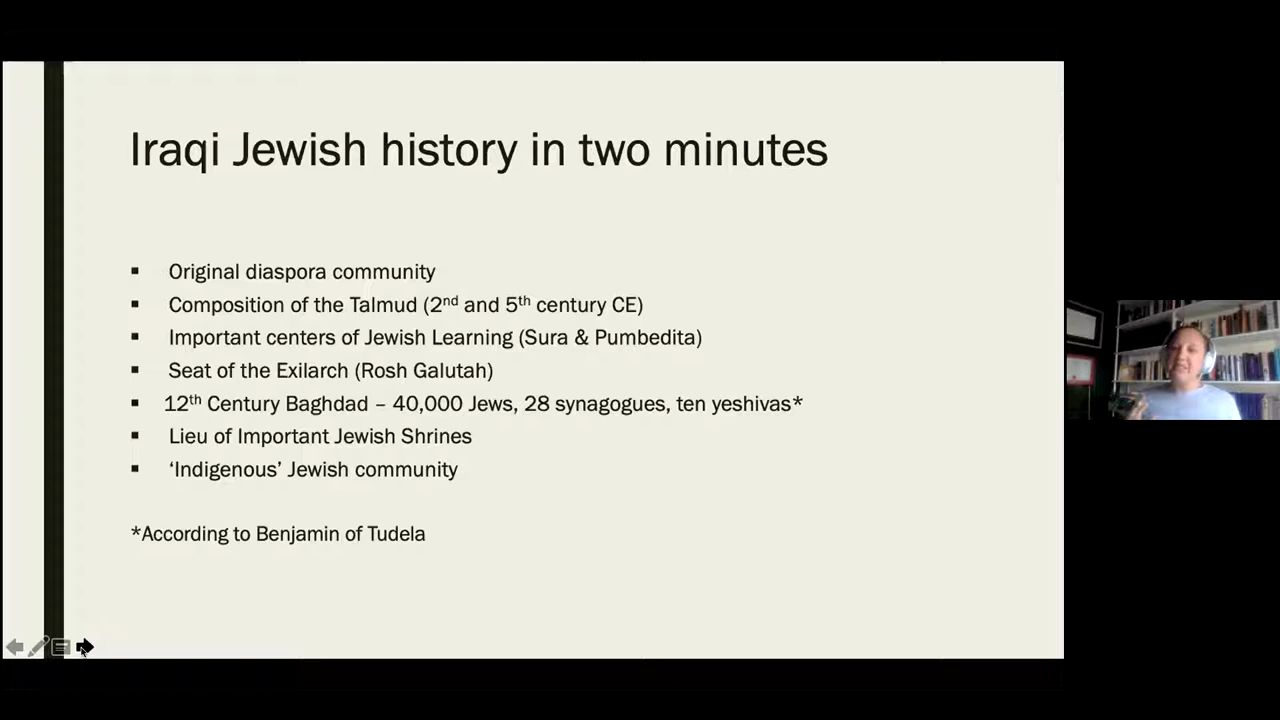 Iraqi Jewish history in two minutes
▪ Original diaspora community
▪ Composition of the Talmud (2nd and 5th century CE)
▪ Important centers of Jewish Learning (Sura & Pumbedita)
▪ Seat of the Exilarch (Rosh Galutah)
▪ 12th Century Baghdad – 40,000 Jews, 28 synagogues, ten yeshivas*
▪ Lieu of Important Jewish Shrines
▪ ‘Indigenous’ Jewish community
*According to Benjamin of Tudela